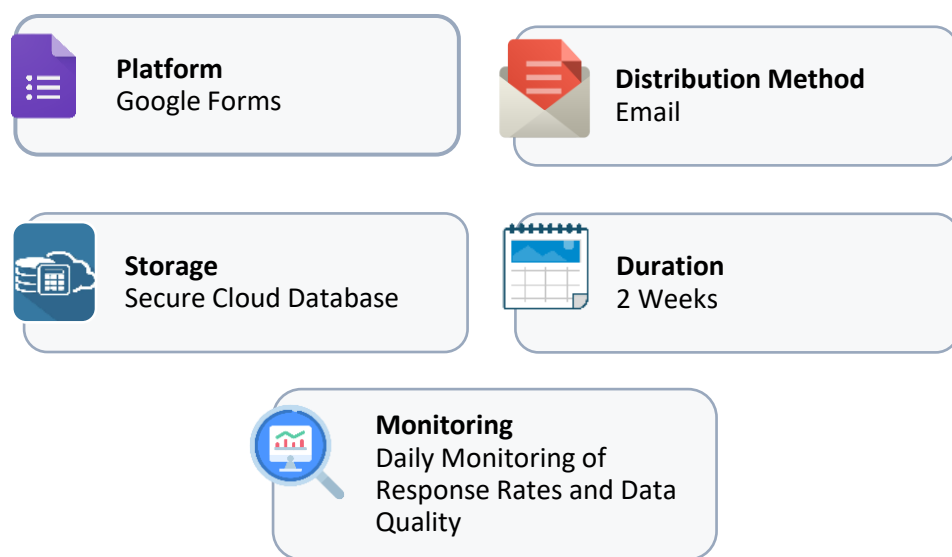 Platform
Google Forms
Distribution Method
Email
Storage
Secure Cloud Database
Duration
2 Weeks
Monitoring
Daily Monitoring of
Response Rates and Data
Quality